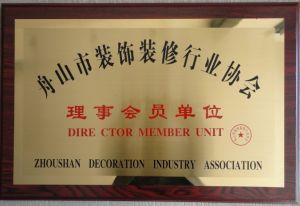 舟山市装饰装修行业协会
理事会员单位
DIRE CTOR MEMBER UNIT
ZHOUSHAN DECORATION INDUSTRY ASSOCIATION